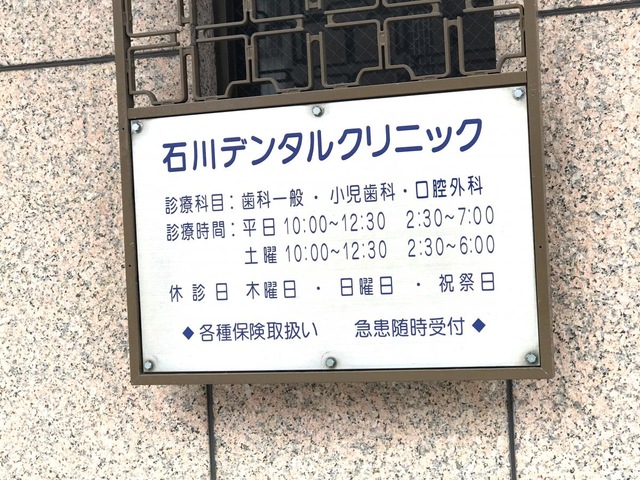 石川デンタルクリニック
診療科目：歯科一般・小児歯科・口腔外科
診療時間：平日 10:00~12:30 2:30~7:00
土曜 10:00~12:30 2:30~6:00
休診日 木曜日・日曜日・祝祭日
◆各種保険取扱い 急患随時受付◆